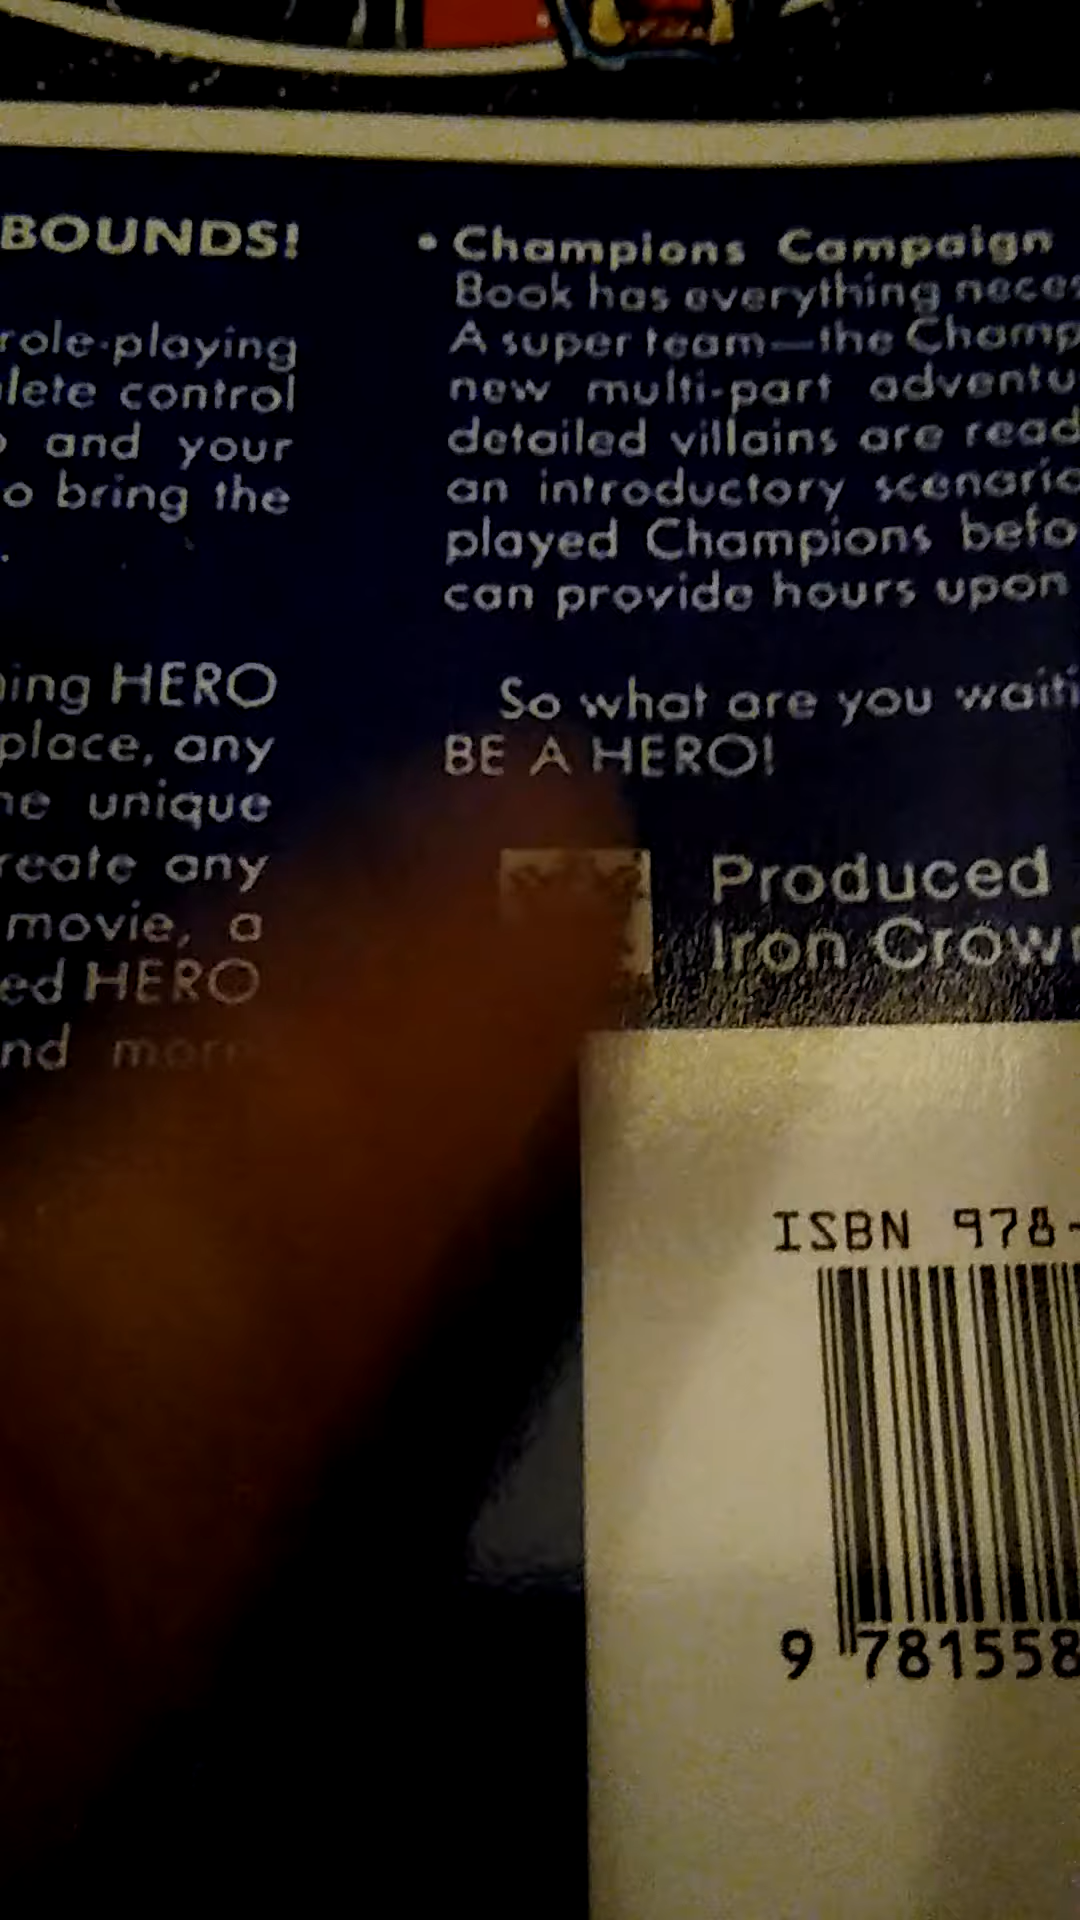 BOUNDS!
role-playing
lete control
and your
o bring the
ing HERO
place, any
unique
reate any
movie, a
ed HERO
nd more
• Champions Campaign
Book has everything neces
A super team—the Champ
new multi-part adventu
detailed villains are read
an introductory scenario
played Champions befo
can provide hours upon
So what are you waiti
BE A HERO!
Produced
Iron Crown
ISBN 978-
9 781558